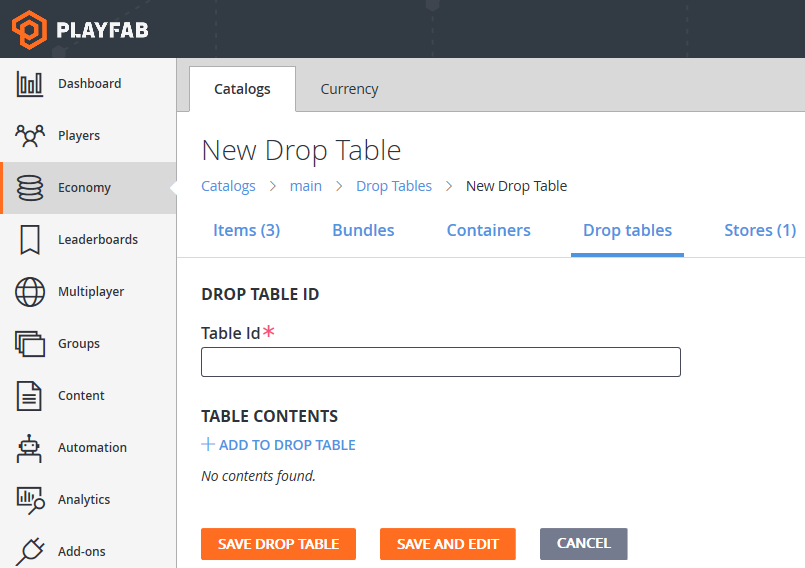 PLAYFAB
Dashboard
Players
Economy
Leaderboards
Multiplayer
Groups
Content
Automation
Analytics
Add-ons
Catalogs Currency
New Drop Table
Catalogs > main > Drop Tables > New Drop Table
Items (3) Bundles Containers Drop tables Stores (1)
DROP TABLE ID
Table Id*
TABLE CONTENTS
+ ADD TO DROP TABLE
No contents found.
SAVE DROP TABLE SAVE AND EDIT CANCEL